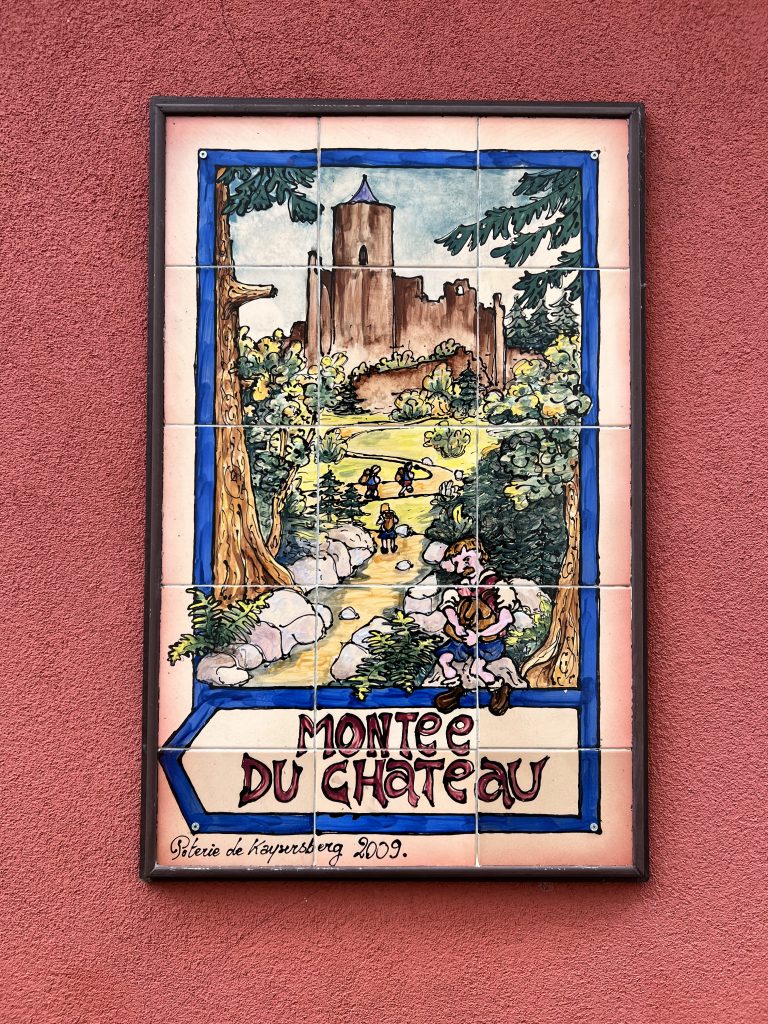 MONTEE
DU CHATEAU
Poterie de Kaysersberg 2009.